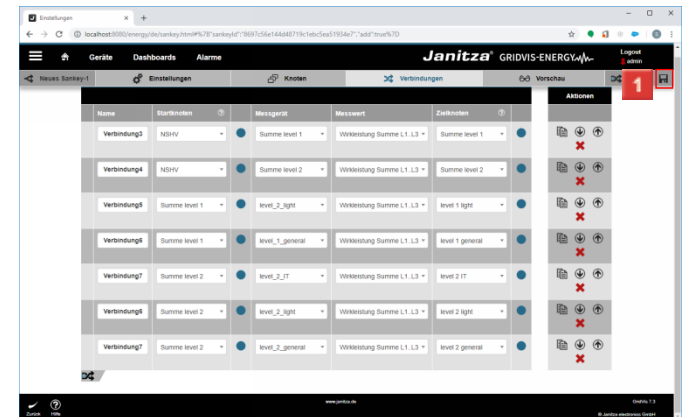 Einstellungen
localhost:8080/energy/de/sankey.html#%7B"sankeyId":"8697c56e144d48719c1ebc5ea51934e7","add":true%7D
Geräte Dashboards Alarme Janitza® GRIDVIS-ENERGY Logout
admin
Neues Sankey-1 Einstellungen Knoten Verbindungen Vorschau 1
Aktionen
Name Startknoten Messgerät Messwert Zielknoten
Verbindung3 NSHV Summe level 1 Wirkleistung Summe L1..L3 Summe level 1
Verbindung4 NSHV Summe level 2 Wirkleistung Summe L1..L3 Summe level 2
Verbindung5 Summe level 1 level_2_light Wirkleistung Summe L1..L3 level 1 light
Verbindung6 Summe level 1 level_1_general Wirkleistung Summe L1..L3 level 1 general
Verbindung7 Summe level 2 level_2_IT Wirkleistung Summe L1..L3 level 2 IT
Verbindung6 Summe level 2 level_2_light Wirkleistung Summe L1..L3 level 2 light
Verbindung7 Summe level 2 level_2_general Wirkleistung Summe L1..L3 level 2 general
Zurück Hilfe www.janitza.de GridVis 7.3
© Janitza electronics GmbH